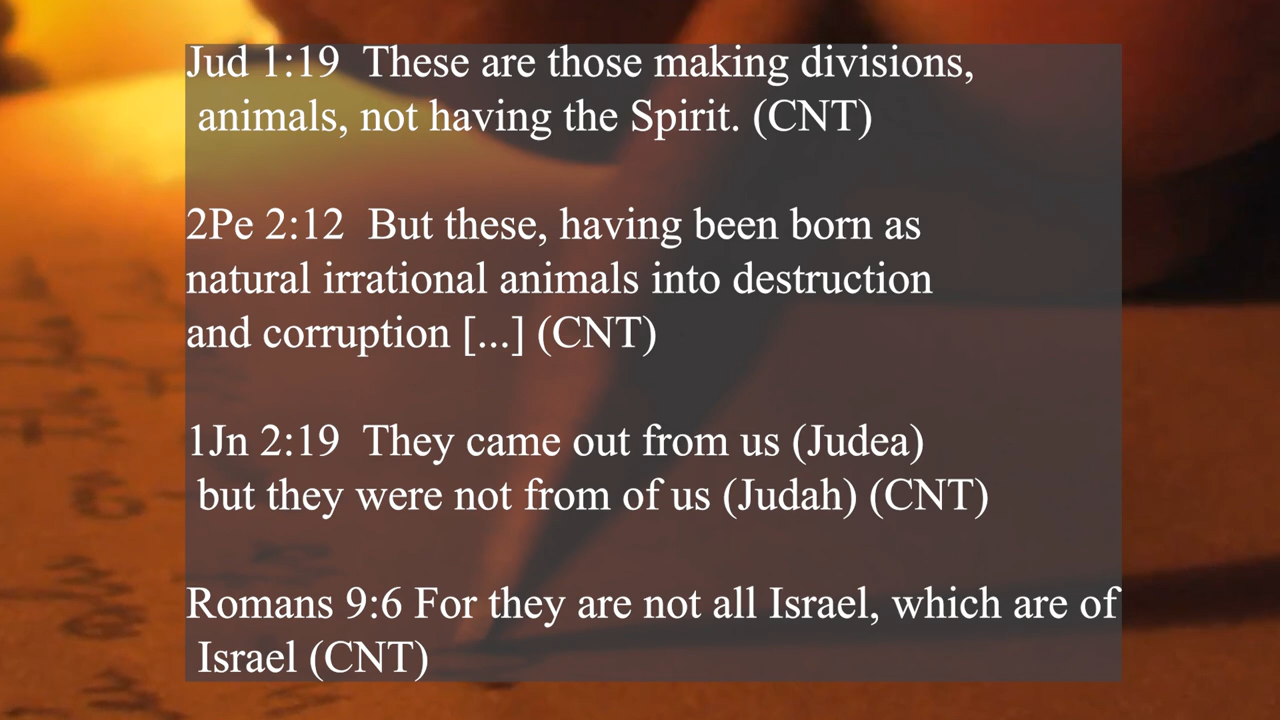 Jud 1:19 These are those making divisions,
animals, not having the Spirit. (CNT)
2Pe 2:12 But these, having been born as
natural irrational animals into destruction
and corruption [...] (CNT)
1Jn 2:19 They came out from us (Judea)
but they were not from of us (Judah) (CNT)
Romans 9:6 For they are not all Israel, which are of
Israel (CNT)